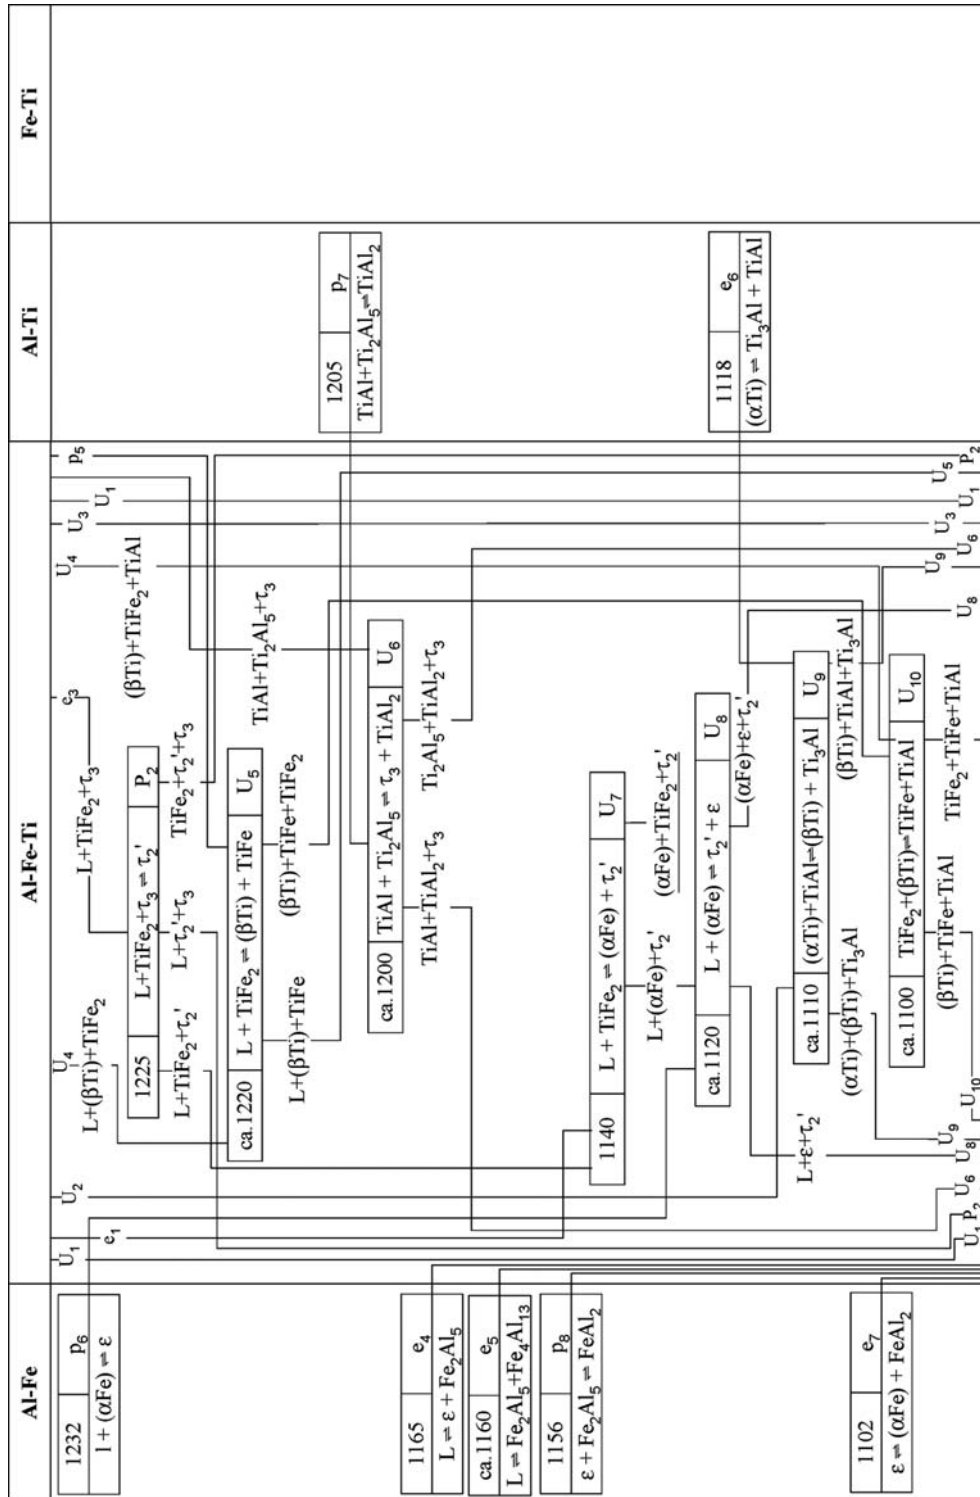 Al-Fe
Al-Fe-Ti
Al-Ti
Fe-Ti
1232 p6
l + (αFe) ⇌ ε
1165 e4
L ⇌ ε + Fe2Al5
ca.1160 e5
L ⇌ Fe2Al5+Fe4Al13
1156 p8
ε + Fe2Al5 ⇌ FeAl2
1102 e7
ε ⇌ (αFe) + FeAl2
U1
e1
U2
U4
e3
U4
U3
U1
p5
L+(βTi)+TiFe2
L+TiFe2+τ3
(βTi)+TiFe2+TiAl
1225 L+TiFe2+τ3 ⇌ τ2' P2
L+TiFe2+τ2'
L+τ2'+τ3
TiFe2+τ2'+τ3
ca.1220 L + TiFe2 ⇌ (βTi) + TiFe U5
TiAl+Ti2Al5+τ3
L+(βTi)+TiFe
(βTi)+TiFe+TiFe2
1205 p7
TiAl+Ti2Al5⇌TiAl2
ca.1200 TiAl + Ti2Al5 ⇌ τ3 + TiAl2 U6
TiAl+TiAl2+τ3
Ti2Al5+TiAl2+τ3
1140 L + TiFe2 ⇌ (αFe) + τ2' U7
L+(αFe)+τ2'
(αFe)+TiFe2+τ2'
1118 e6
(αTi) ⇌ Ti3Al + TiAl
ca.1120 L + (αFe) ⇌ τ2' + ε U8
L+ε+τ2'
(αFe)+ε+τ2'
ca.1110 (αTi)+TiAl⇌(βTi) + Ti3Al U9
(αTi)+(βTi)+Ti3Al
(βTi)+TiAl+Ti3Al
ca.1100 TiFe2+(βTi)⇌TiFe+TiAl U10
(βTi)+TiFe+TiAl
TiFe2+TiFe+TiAl
U1
P2
U6
U8
U9
U10
U8
U9
U6
U3
U1
U5
P2